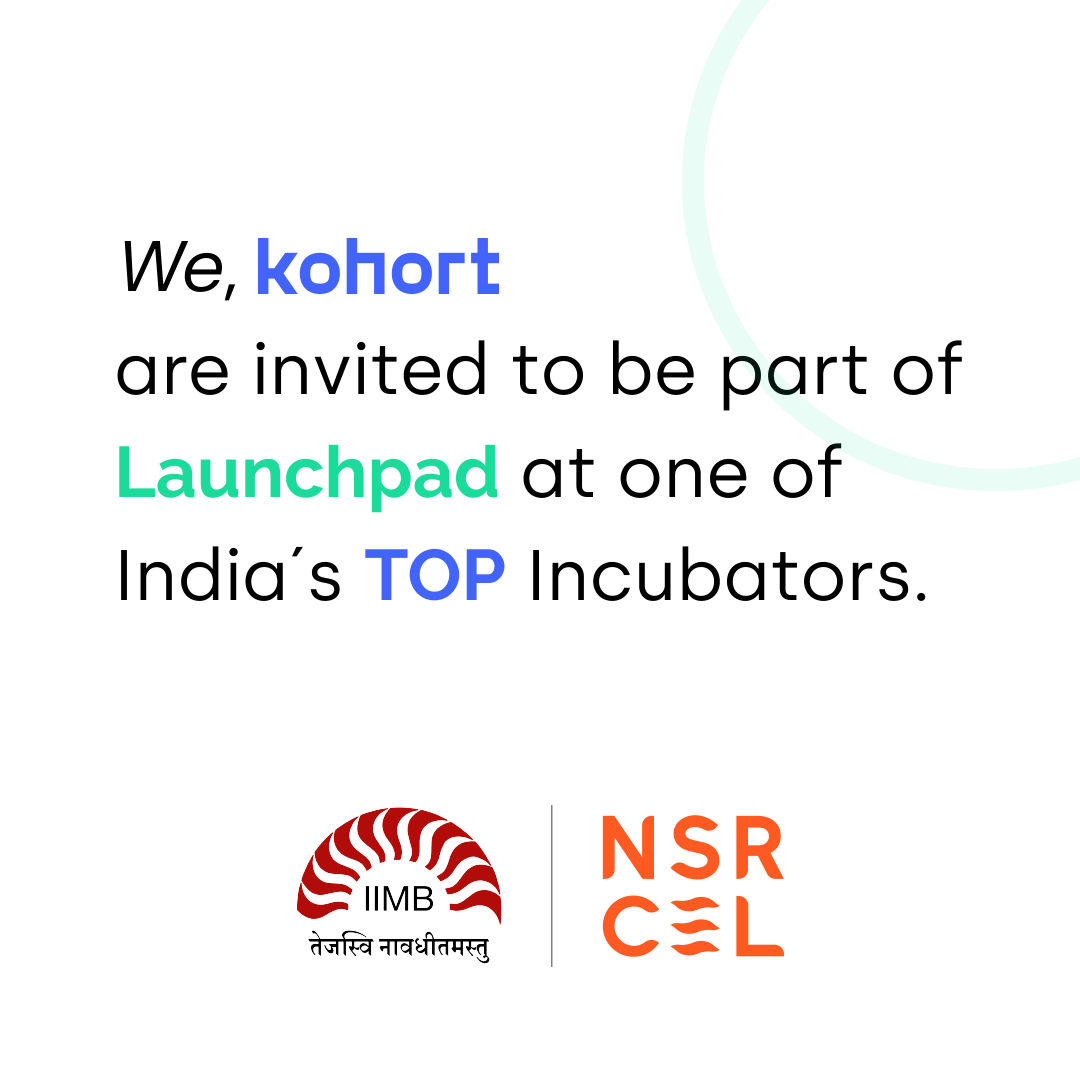 We, kohort
are invited to be part of
Launchpad at one of
India´s TOP Incubators.
IIMB
तेजस्वि नावधीतमस्तु
NSR
CEL